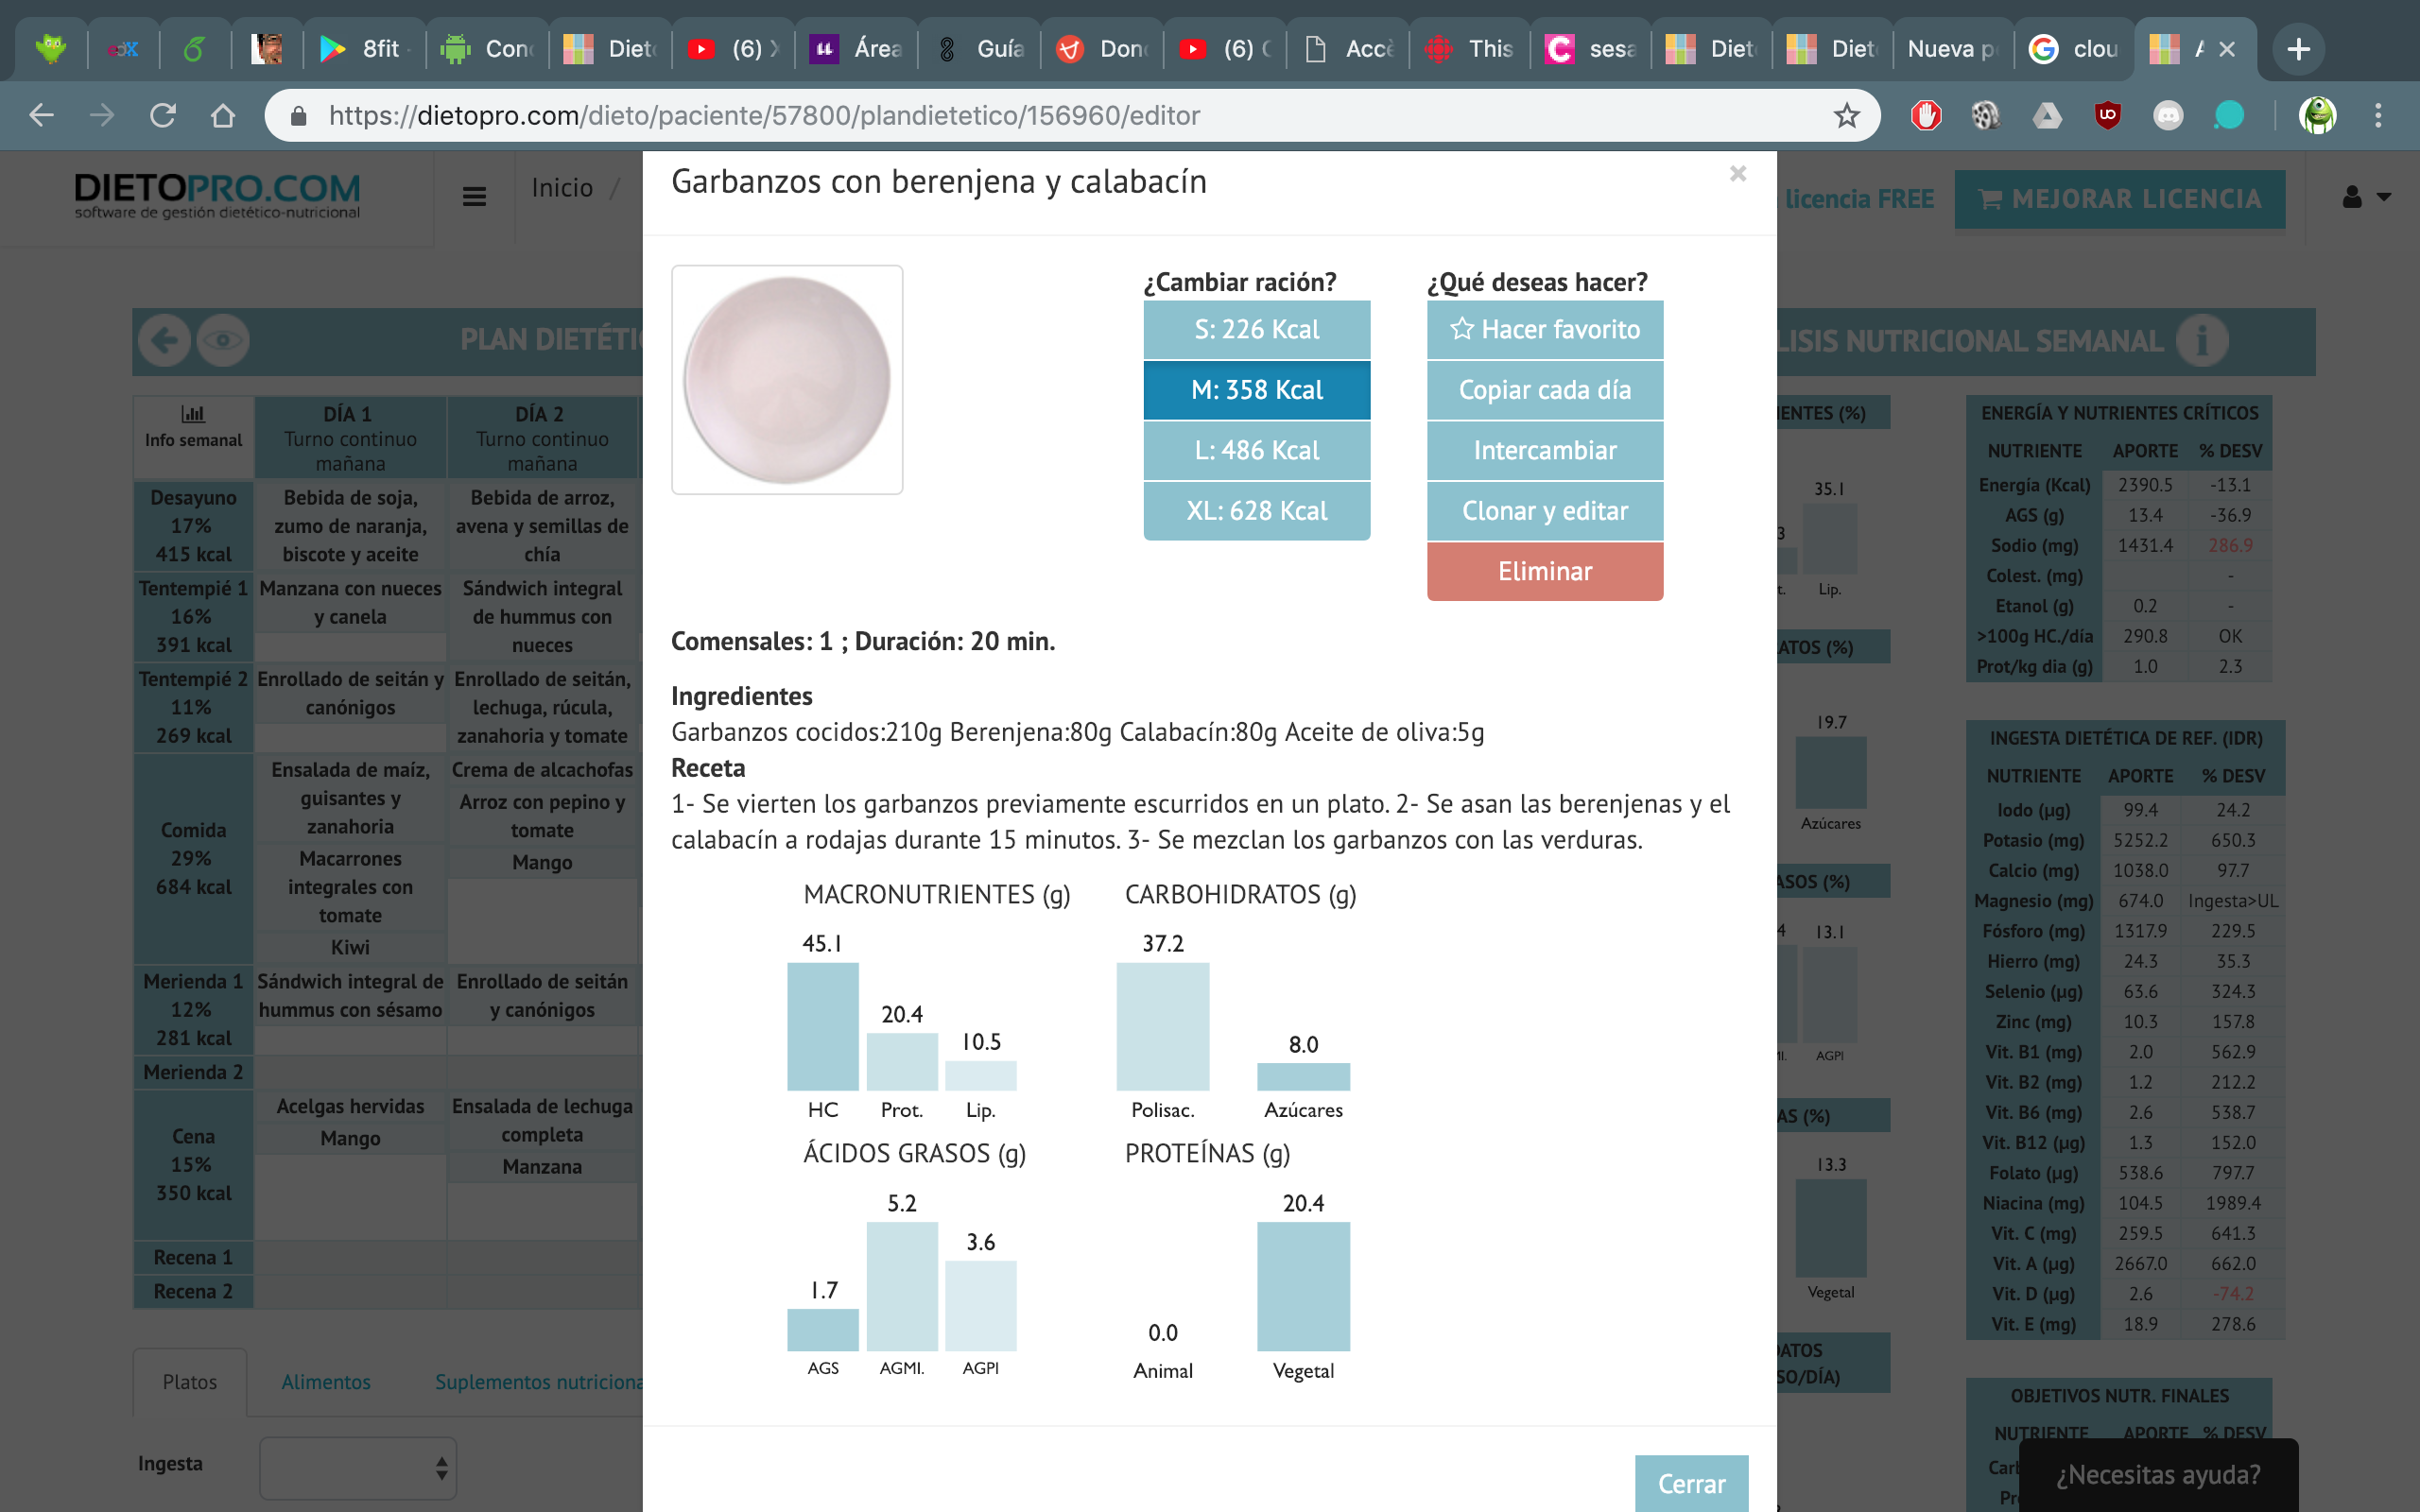 8fit
Con
Diet
(6)
Área
Guía
Don
(6)
Acc
This
sesa
Diet
Diet
Nueva p
clou
https://dietopro.com/dieto/paciente/57800/plandietetico/156960/editor
DIETOPRO.COM
software de gestión dietético-nutricional
Inicio /
licencia FREE
MEJORAR LICENCIA
Garbanzos con berenjena y calabacín
×
¿Cambiar ración?
S: 226 Kcal
M: 358 Kcal
L: 486 Kcal
XL: 628 Kcal
¿Qué deseas hacer?
Hacer favorito
Copiar cada día
Intercambiar
Clonar y editar
Eliminar
Comensales: 1 ; Duración: 20 min.
Ingredientes
Garbanzos cocidos:210g Berenjena:80g Calabacín:80g Aceite de oliva:5g
Receta
1- Se vierten los garbanzos previamente escurridos en un plato. 2- Se asan las berenjenas y el
calabacín a rodajas durante 15 minutos. 3- Se mezclan los garbanzos con las verduras.
MACRONUTRIENTES (g)
45.1
20.4
10.5
HC Prot. Lip.
CARBOHIDRATOS (g)
37.2
8.0
Polisac. Azúcares
ÁCIDOS GRASOS (g)
5.2
3.6
1.7
AGS AGMI. AGPI
PROTEÍNAS (g)
20.4
0.0
Animal Vegetal
Cerrar
PLAN DIETÉTI
Info semanal
DÍA 1
Turno continuo
mañana
DÍA 2
Turno continuo
mañana
Desayuno
17%
415 kcal
Bebida de soja,
zumo de naranja,
biscote y aceite
Bebida de arroz,
avena y semillas de
chía
Tentempié 1
16%
391 kcal
Manzana con nueces
y canela
Sándwich integral
de hummus con
nueces
Tentempié 2
11%
269 kcal
Enrollado de seitán y
canónigos
Enrollado de seitán,
lechuga, rúcula,
zanahoria y tomate
Comida
29%
684 kcal
Ensalada de maíz,
guisantes y
zanahoria
Macarrones
integrales con
tomate
Kiwi
Crema de alcachofas
Arroz con pepino y
tomate
Mango
Merienda 1
12%
281 kcal
Sándwich integral de
hummus con sésamo
Enrollado de seitán
y canónigos
Merienda 2
Cena
15%
350 kcal
Acelgas hervidas
Mango
Ensalada de lechuga
completa
Manzana
Recena 1
Recena 2
Platos Alimentos Suplementos nutriciona
Ingesta
LISIS NUTRICIONAL SEMANAL
IENTES (%)
35.1
3
t. Lip.
ATOS (%)
19.7
Azúcares
ASOS (%)
4 13.1
AGPI
AS (%)
13.3
Vegetal
DATOS
SO/DÍA)
ENERGÍA Y NUTRIENTES CRÍTICOS
NUTRIENTE APORTE % DESV
Energía (Kcal) 2390.5 -13.1
AGS (g) 13.4 -36.9
Sodio (mg) 1431.4 286.9
Colest. (mg) -
Etanol (g) 0.2 -
>100g HC./día 290.8 OK
Prot/kg dia (g) 1.0 2.3
INGESTA DIETÉTICA DE REF. (IDR)
NUTRIENTE APORTE % DESV
Iodo (µg) 99.4 24.2
Potasio (mg) 5252.2 650.3
Calcio (mg) 1038.0 97.7
Magnesio (mg) 674.0 Ingesta>UL
Fósforo (mg) 1317.9 229.5
Hierro (mg) 24.3 35.3
Selenio (µg) 63.6 324.3
Zinc (mg) 10.3 157.8
Vit. B1 (mg) 2.0 562.9
Vit. B2 (mg) 1.2 212.2
Vit. B6 (mg) 2.6 538.7
Vit. B12 (µg) 1.3 152.0
Folato (µg) 538.6 797.7
Niacina (mg) 104.5 1989.4
Vit. C (mg) 259.5 641.3
Vit. A (µg) 2667.0 662.0
Vit. D (µg) 2.6 -74.2
Vit. E (mg) 18.9 278.6
OBJETIVOS NUTR. FINALES
NUTRIENTE APORTE % DESV
¿Necesitas ayuda?